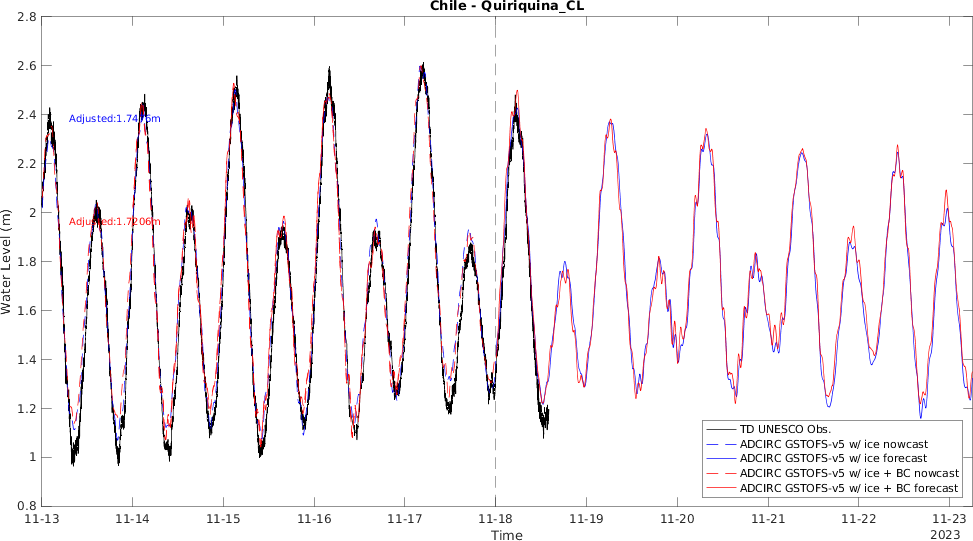 Chile - Quiriquina_CL
2.8
2.6
2.4
2.2
2
1.8
1.6
1.4
1.2
1
0.8
Water Level (m)
Adjusted:1.7206m
TD UNESCO Obs.
ADCIRC GSTOFS-v5 w/ ice nowcast
ADCIRC GSTOFS-v5 w/ ice forecast
ADCIRC GSTOFS-v5 w/ ice + BC nowcast
ADCIRC GSTOFS-v5 w/ ice + BC forecast
11-13 11-14 11-15 11-16 11-17 11-18 11-19 11-20 11-21 11-22 11-23
Time
2023